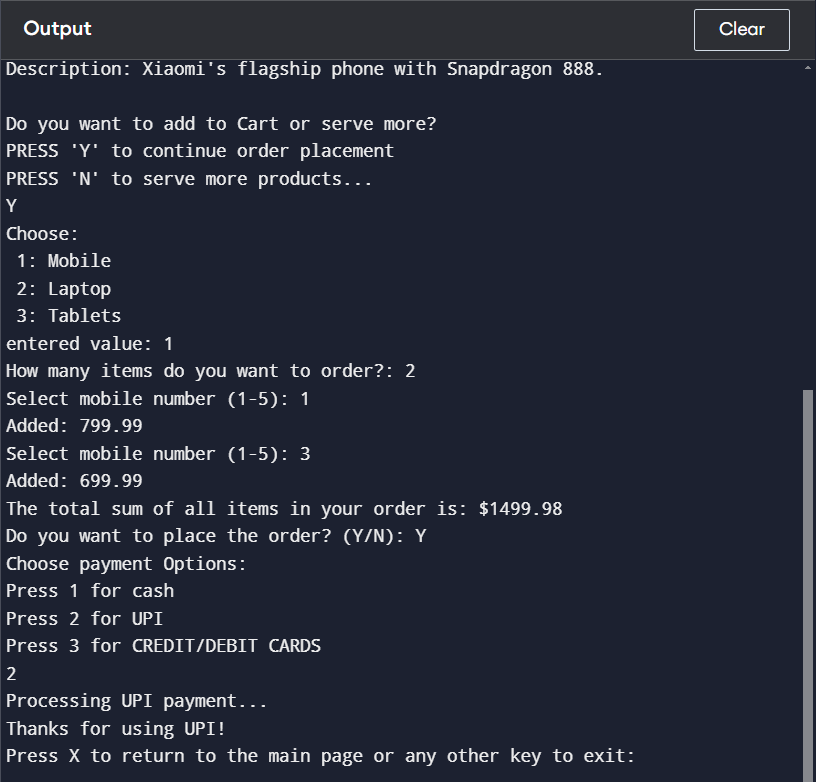 Output
Clear
Description: Xiaomi's flagship phone with Snapdragon 888.
Do you want to add to Cart or serve more?
PRESS 'Y' to continue order placement
PRESS 'N' to serve more products...
Y
Choose:
1: Mobile
2: Laptop
3: Tablets
entered value: 1
How many items do you want to order?: 2
Select mobile number (1-5): 1
Added: 799.99
Select mobile number (1-5): 3
Added: 699.99
The total sum of all items in your order is: $1499.98
Do you want to place the order? (Y/N): Y
Choose payment Options:
Press 1 for cash
Press 2 for UPI
Press 3 for CREDIT/DEBIT CARDS
2
Processing UPI payment...
Thanks for using UPI!
Press X to return to the main page or any other key to exit: